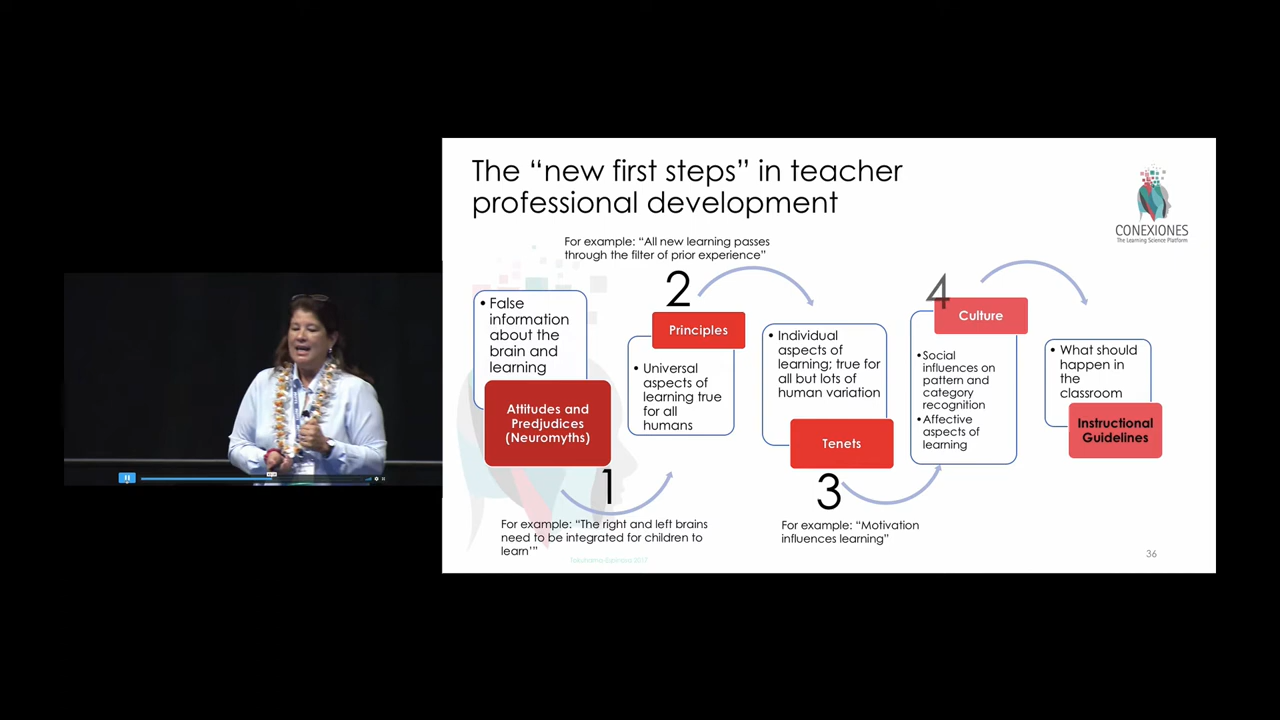 The “new first steps” in teacher
professional development
CONEXIONES
The Learning Science Platform
For example: “All new learning passes
through the filter of prior experience”
• False
information
about the
brain and
learning
Attitudes and
Predjudices
(Neuromyths)
1
For example: “The right and left brains
need to be integrated for children to
learn’”
2
Principles
• Universal
aspects of
learning true
for all
humans
• Individual
aspects of
learning; true for
all but lots of
human variation
Tenets
3
For example: “Motivation
influences learning”
4
Culture
• Social
influences on
pattern and
category
recognition
• Affective
aspects of
learning
• What should
happen in
the
classroom
Instructional
Guidelines
Tokuhama-Espinosa 2017
36